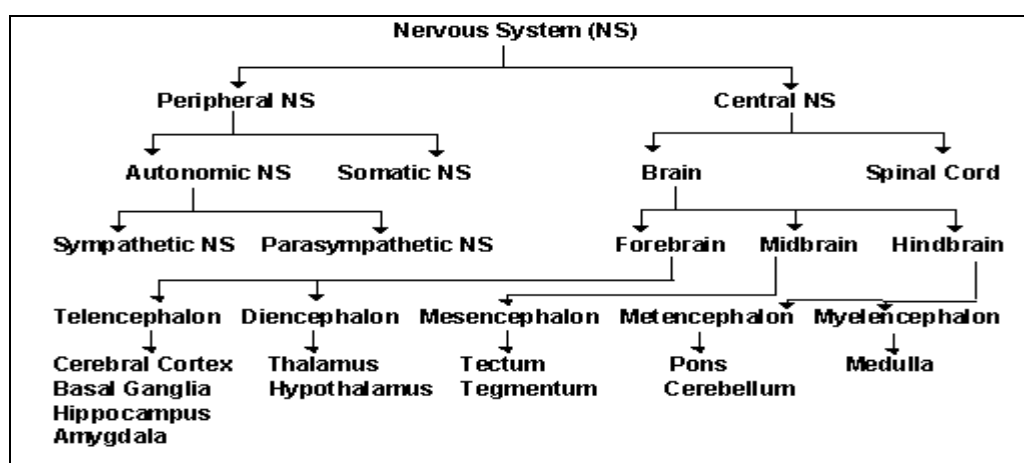 Nervous System (NS)
Peripheral NS Central NS
Autonomic NS Somatic NS Brain Spinal Cord
Sympathetic NS Parasympathetic NS Forebrain Midbrain Hindbrain
Telencephalon Diencephalon Mesencephalon Metencephalon Myelencephalon
Cerebral Cortex Thalamus Tectum Pons Medulla
Basal Ganglia Hypothalamus Tegmentum Cerebellum
Hippocampus
Amygdala